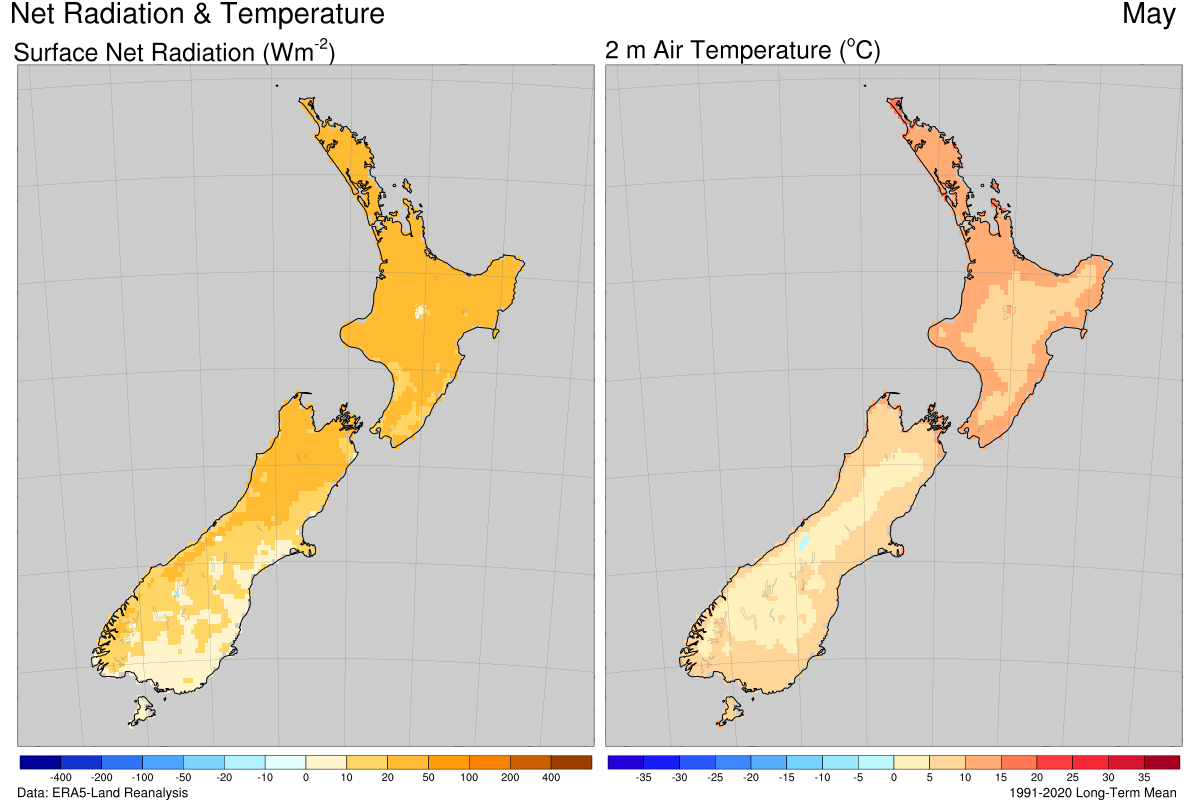 Net Radiation & Temperature
May
Surface Net Radiation (Wm⁻²)
2 m Air Temperature (°C)
-400 -200 -100 -50 -20 -10 0 10 20 50 100 200 400
-35 -30 -25 -20 -15 -10 -5 0 5 10 15 20 25 30 35
Data: ERA5-Land Reanalysis
1991-2020 Long-Term Mean